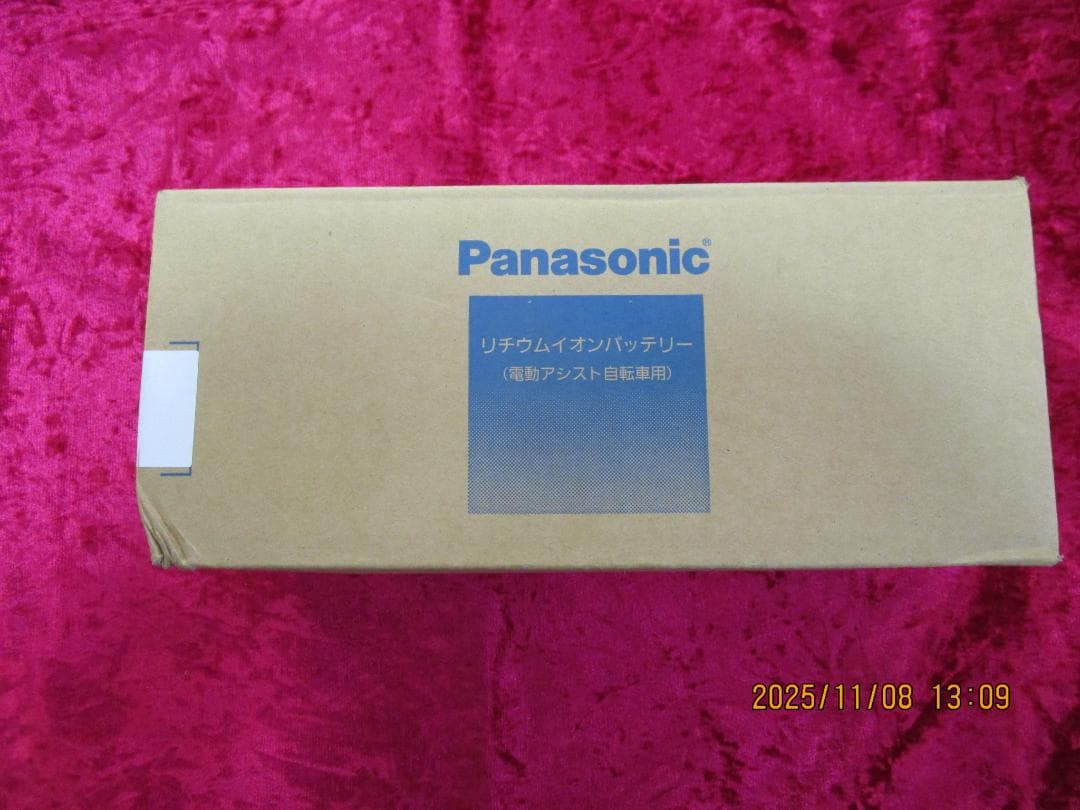 Panasonic®
リチウムイオンバッテリー
（電動アシスト自転車用）
2025/11/08 13:09